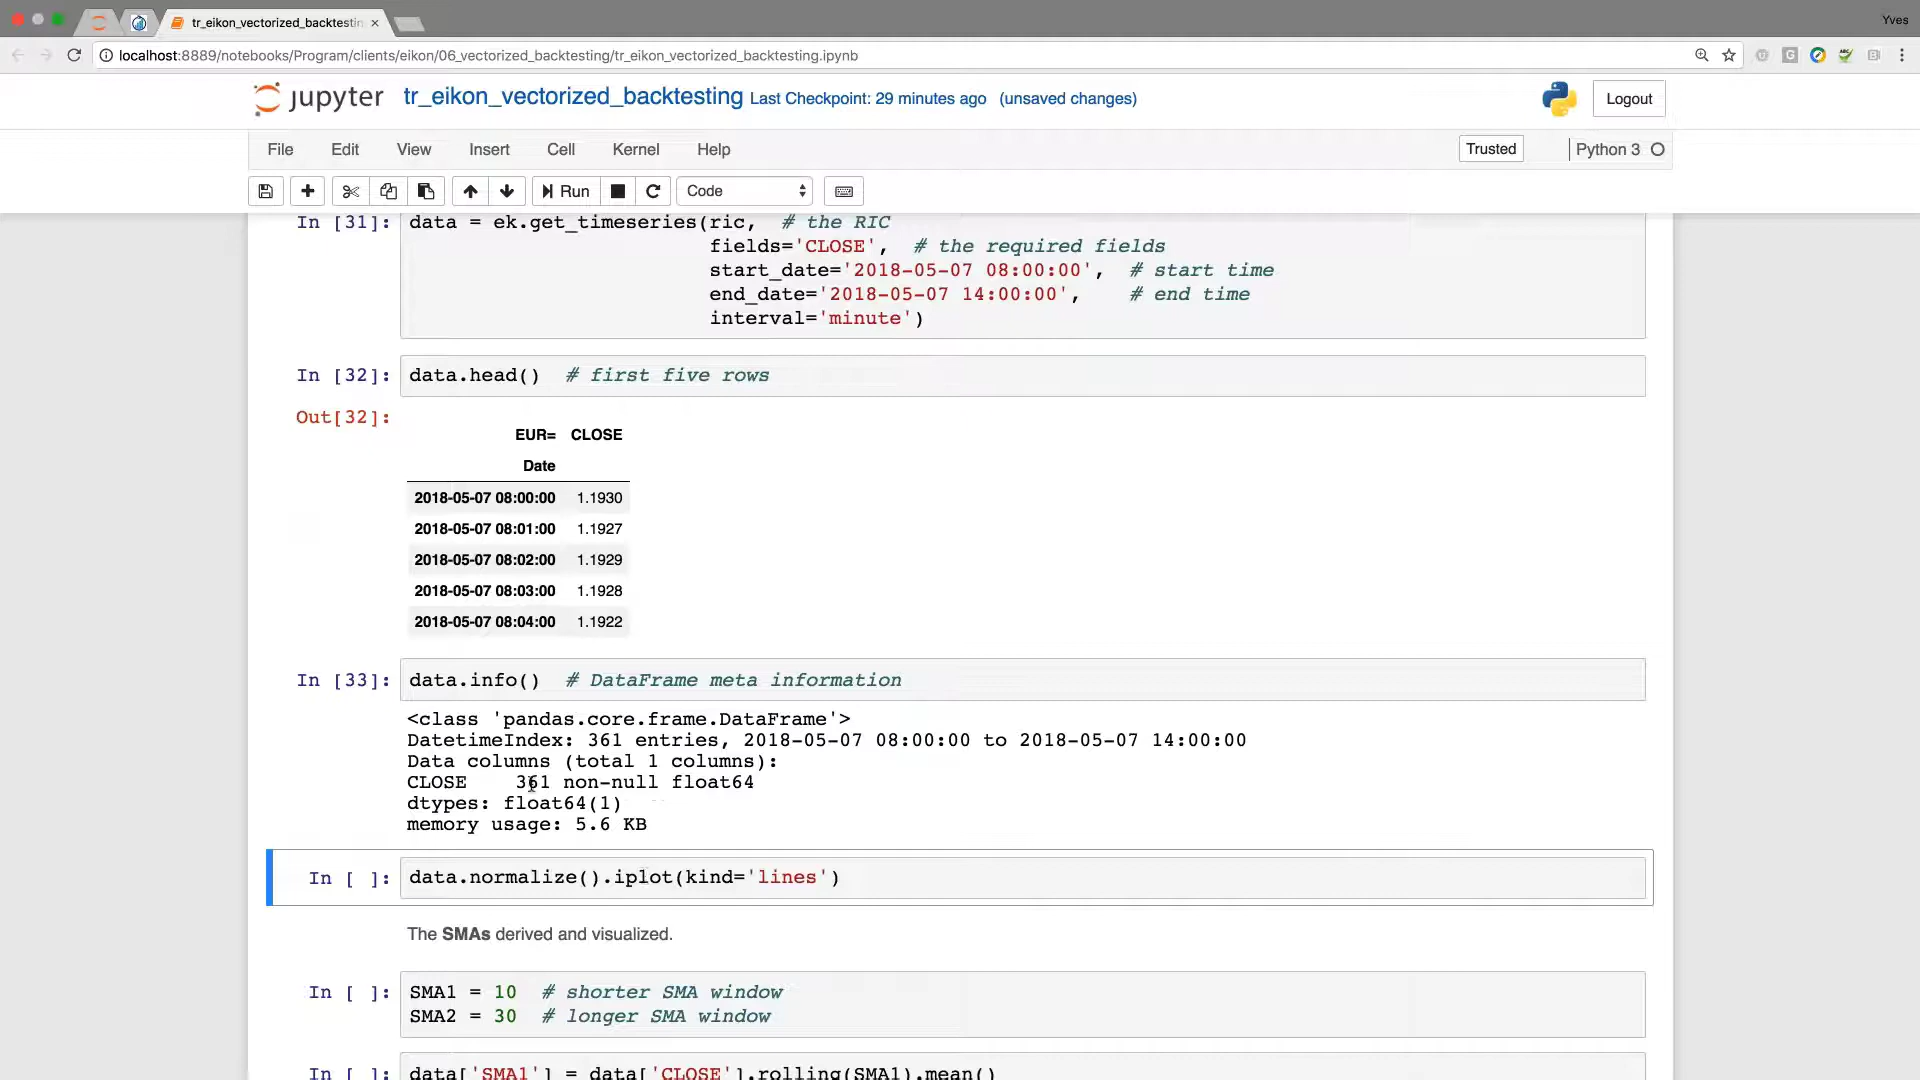 Yves
tr_eikon_vectorized_backtestin
localhost:8889/notebooks/Program/clients/eikon/06_vectorized_backtesting/tr_eikon_vectorized_backtesting.ipynb
jupyter tr_eikon_vectorized_backtesting Last Checkpoint: 29 minutes ago (unsaved changes)
Logout
File Edit View Insert Cell Kernel Help
Trusted
Python 3
Run
Code
In [31]: data = ek.get_timeseries(ric,  # the RIC
fields='CLOSE',  # the required fields
start_date='2018-05-07 08:00:00',  # start time
end_date='2018-05-07 14:00:00',    # end time
interval='minute')
In [32]: data.head()  # first five rows
Out[32]:
EUR= CLOSE
Date
2018-05-07 08:00:00 1.1930
2018-05-07 08:01:00 1.1927
2018-05-07 08:02:00 1.1929
2018-05-07 08:03:00 1.1928
2018-05-07 08:04:00 1.1922
In [33]: data.info()  # DataFrame meta information
<class 'pandas.core.frame.DataFrame'>
DatetimeIndex: 361 entries, 2018-05-07 08:00:00 to 2018-05-07 14:00:00
Data columns (total 1 columns):
CLOSE    361 non-null float64
dtypes: float64(1)
memory usage: 5.6 KB
In [ ]: data.normalize().iplot(kind='lines')
The SMAs derived and visualized.
In [ ]: SMA1 = 10  # shorter SMA window
SMA2 = 30  # longer SMA window
In [ ]: data['SMA1'] = data['CLOSE'].rolling(SMA1).mean()